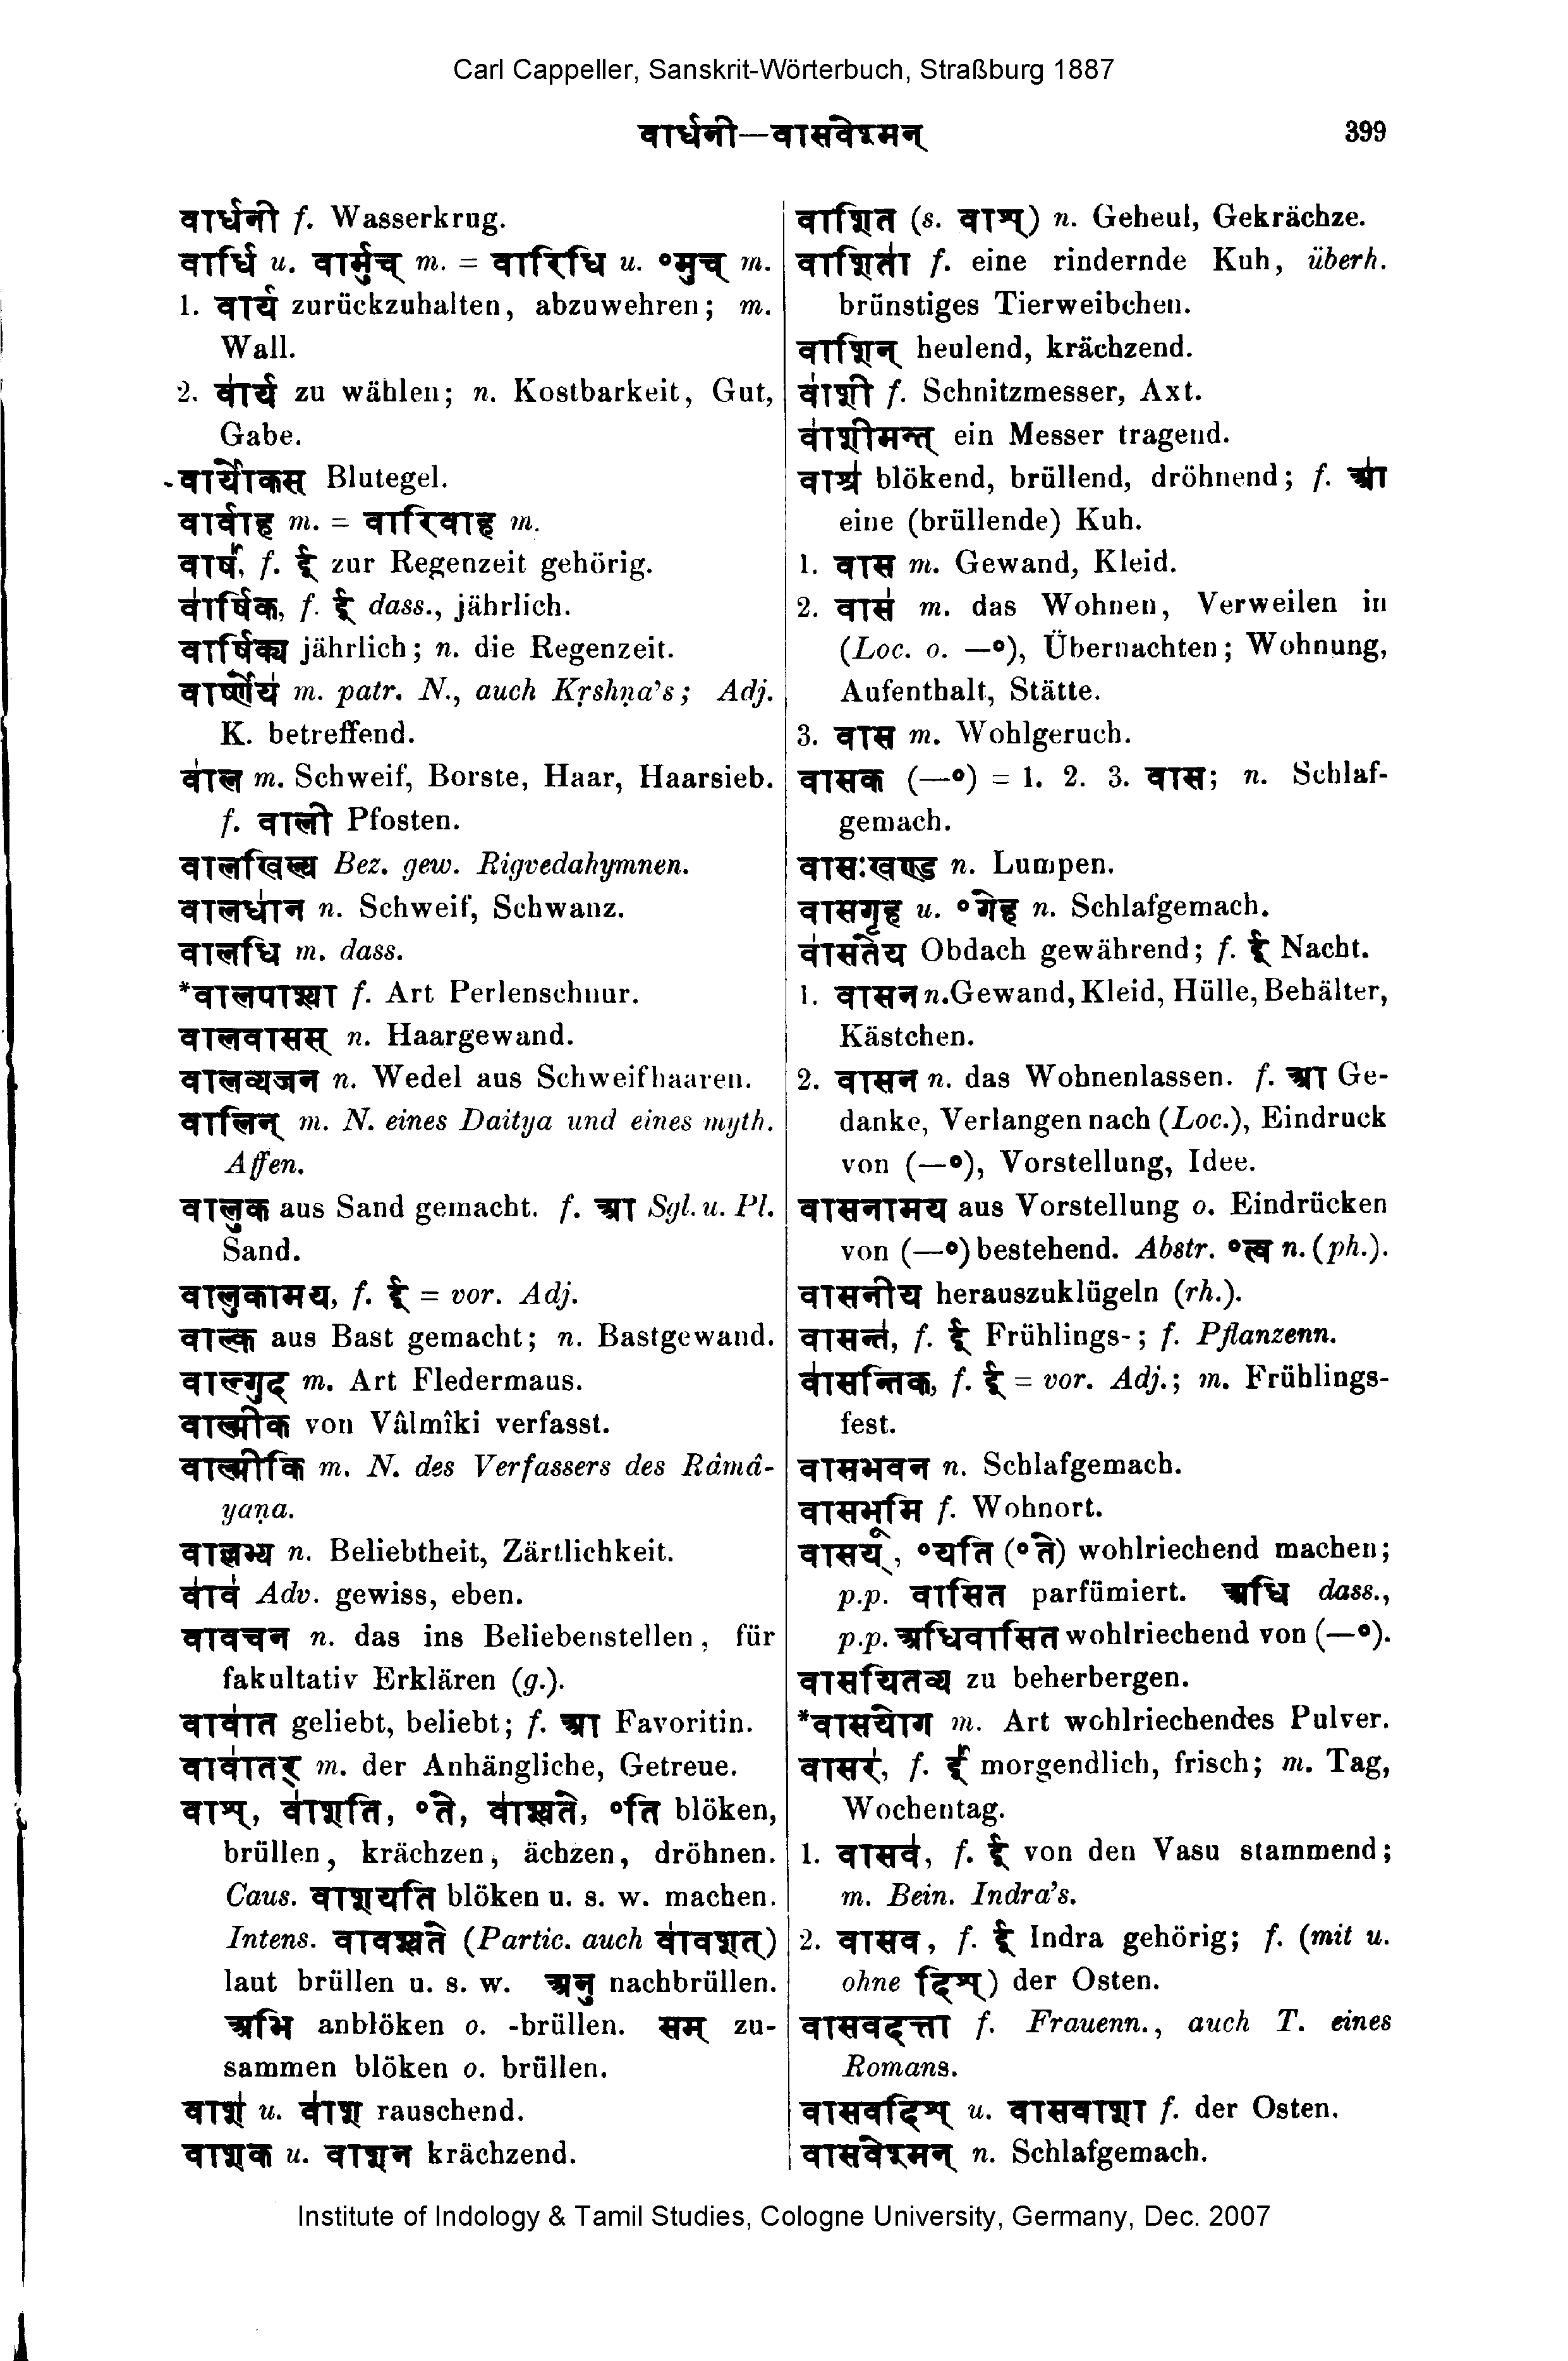 Carl Cappeller, Sanskrit-Wörterbuch, Straßburg 1887
वार्धनी—वासवेश्मन्
399
वार्धनी f. Wasserkrug.
वार्धि u. वार्मुच् m. = वारिधि u. °मुच् m.
1. वार्य zurückzuhalten, abzuwehren; m.
Wall.
2. वा॑र्य zu wählen; n. Kostbarkeit, Gut,
Gabe.
वार्योकस Blutegel.
वार्वाह m. = वारिवाह m.
वार्ष॑, f. ई zur Regenzeit gehörig.
वा॑र्षिक, f. ई dass., jährlich.
वार्षिक्य jährlich; n. die Regenzeit.
वार्ष्णेय॑ m. patr. N., auch Kṛshṇa's; Adj.
K. betreffend.
वा॑ल m. Schweif, Borste, Haar, Haarsieb.
f. वाली Pfosten.
वालखिल्य Bez. gew. Rigvedahymnen.
वालधा॑न n. Schweif, Schwanz.
वालधि m. dass.
*वालपाश्या f. Art Perlenschnur.
वालवासस् n. Haargewand.
वालव्यजन n. Wedel aus Schweifhaaren.
वालिन् m. N. eines Daitya und eines myth.
Affen.
वालुक aus Sand gemacht. f. आ Sgl. u. Pl.
Sand.
वालुकामय, f. ई = vor. Adj.
वाल्क aus Bast gemacht; n. Bastgewand.
वाल्गुद m. Art Fledermaus.
वाल्मीक von Vâlmîki verfasst.
वाल्मीकि m. N. des Verfassers des Râmâ-
yaṇa.
वाल्लभ्य n. Beliebtheit, Zärtlichkeit.
वा॑व॑ Adv. gewiss, eben.
वावचन n. das ins Beliebenstellen, für
fakultativ Erklären (g.).
वावा॑त geliebt, beliebt; f. आ Favoritin.
वावा॑तर् m. der Anhängliche, Getreue.
वाश्, वा॑शति, °ते, वा॑श्यते, °ति blöken,
brüllen, krächzen, ächzen, dröhnen.
Caus. वाशयति blöken u. s. w. machen.
Intens. वावश्यते (Partic. auch वा॑वशत्)
laut brüllen u. s. w. अनु nachbrüllen.
अभि anblöken o. -brüllen. सम् zu-
sammen blöken o. brüllen.
वाश॑ u. वा॑श rauschend.
वाशक u. वाशन krächzend.
वाशित (s. वाश्) n. Geheul, Gekrächze.
वाशिता॑ f. eine rindernde Kuh, überh.
brünstiges Tierweibchen.
वाशिन् heulend, krächzend.
वा॑शी f. Schnitzmesser, Axt.
वा॑शीमन्त् ein Messer tragend.
वाश्र॑ blökend, brüllend, dröhnend; f. आ॑
eine (brüllende) Kuh.
1. वास m. Gewand, Kleid.
2. वास॑ m. das Wohnen, Verweilen in
(Loc. o. —°), Übernachten; Wohnung,
Aufenthalt, Stätte.
3. वास m. Wohlgeruch.
वासक (—°) = 1. 2. 3. वास; n. Schlaf-
gemach.
वासःखण्ड n. Lumpen.
वासगृह u. °गेह n. Schlafgemach.
वा॑सतेय Obdach gewährend; f. ई Nacht.
1. वासन n. Gewand, Kleid, Hülle, Behälter,
Kästchen.
2. वासन n. das Wohnenlassen. f. आ Ge-
danke, Verlangen nach (Loc.), Eindruck
von (—°), Vorstellung, Idee.
वासनामय aus Vorstellung o. Eindrücken
von (—°) bestehend. Abstr. °त्व n. (ph.).
वासनीय herauszuklügeln (rh.).
वासन्त॑, f. ई Frühlings-; f. Pflanzenn.
वा॑सन्तिक, f. ई = vor. Adj.; m. Frühlings-
fest.
वासभवन n. Schlafgemach.
वासभूमि f. Wohnort.
वासय्, °यति (°ते) wohlriechend machen;
p.p. वासित parfümiert. अधि dass.,
p.p. अधिवासित wohlriechend von (—°).
वासयितव्य zu beherbergen.
*वासयोग m. Art wohlriechendes Pulver.
वासर॑, f. ई॑ morgendlich, frisch; m. Tag,
Wochentag.
1. वासव॑, f. ई von den Vasu stammend;
m. Bein. Indra's.
2. वासव, f. ई Indra gehörig; f. (mit u.
ohne दिश्) der Osten.
वासवदत्ता f. Frauenn., auch T. eines
Romans.
वासवदिश् u. वासवाशा f. der Osten.
वासवेश्मन् n. Schlafgemach.
Institute of Indology & Tamil Studies, Cologne University, Germany, Dec. 2007